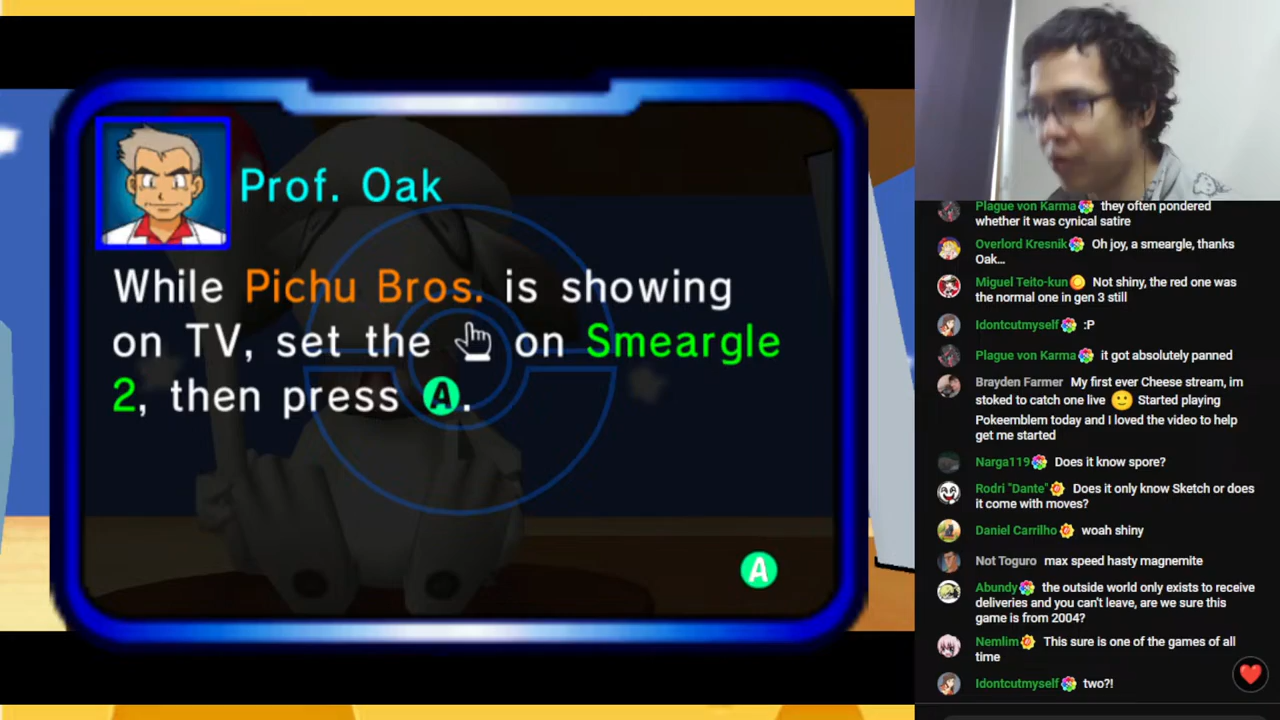 Prof. Oak
While Pichu Bros. is showing
on TV, set the on Smeargle
2, then press A.
A
Plague von Karma they often pondered
whether it was cynical satire
Overlord Kresnik Oh joy, a smeargle, thanks
Oak...
Miguel Teito-kun Not shiny, the red one was
the normal one in gen 3 still
Idontcutmyself :P
Plague von Karma it got absolutely panned
Brayden Farmer My first ever Cheese stream, im
stoked to catch one live Started playing
Pokeemblem today and I loved the video to help
get me started
Narga119 Does it know spore?
Rodri "Dante" Does it only know Sketch or does
it come with moves?
Daniel Carrilho woah shiny
Not Toguro max speed hasty magnemite
Abundy the outside world only exists to receive
deliveries and you can't leave, are we sure this
game is from 2004?
Nemlim This sure is one of the games of all
time
Idontcutmyself two?!